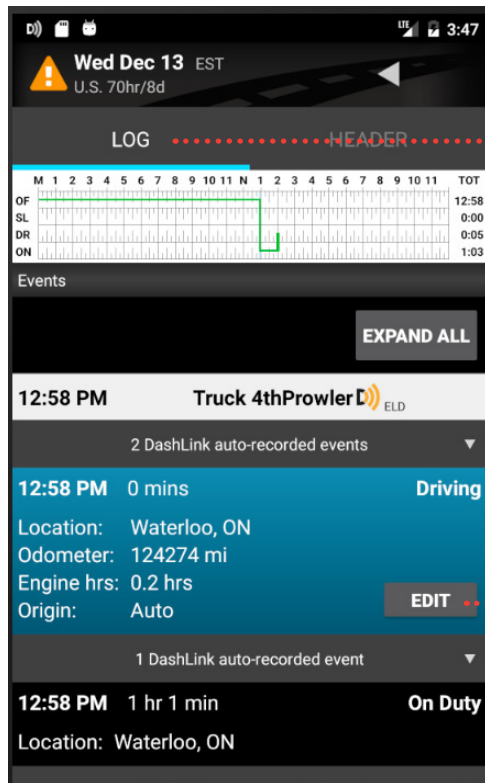 LTE 3:47
Wed Dec 13 EST
U.S. 70hr/8d
LOG HEADER
M 1 2 3 4 5 6 7 8 9 10 11 N 1 2 3 4 5 6 7 8 9 10 11 TOT
OF 12:58
SL 0:00
DR 0:05
ON 1:03
Events
EXPAND ALL
12:58 PM Truck 4thProwler D ELD
2 DashLink auto-recorded events
12:58 PM 0 mins Driving
Location: Waterloo, ON
Odometer: 124274 mi
Engine hrs: 0.2 hrs
Origin: Auto
EDIT
1 DashLink auto-recorded event
12:58 PM 1 hr 1 min On Duty
Location: Waterloo, ON